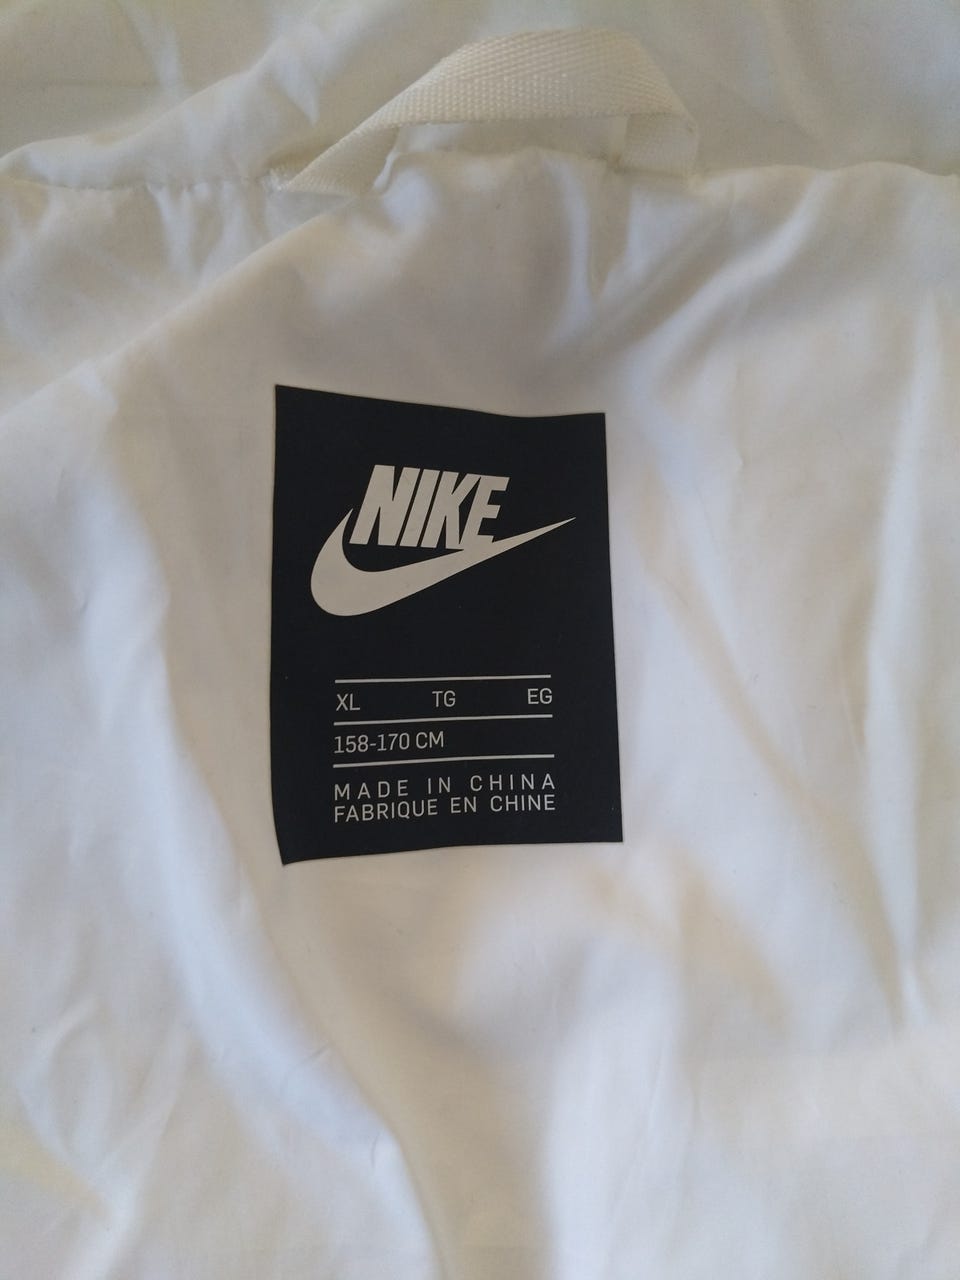 NIKE
XL TG EG
158-170 CM
MADE IN CHINA
FABRIQUE EN CHINE